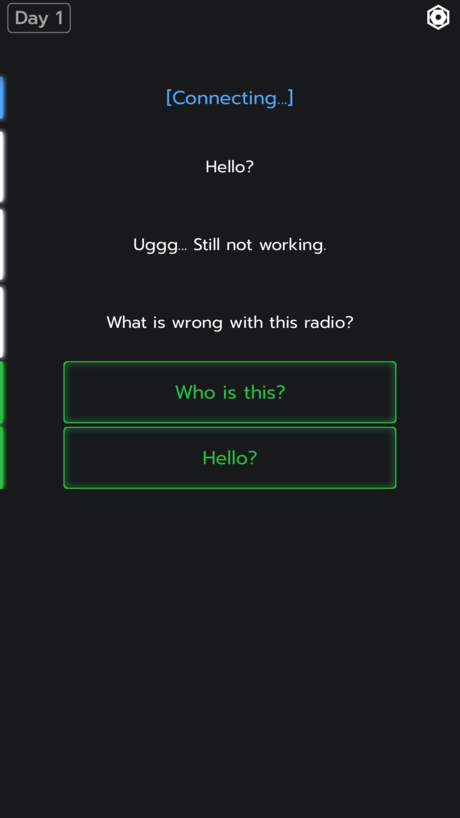 Day 1
[Connecting...]
Hello?
Uggg... Still not working.
What is wrong with this radio?
Who is this?
Hello?